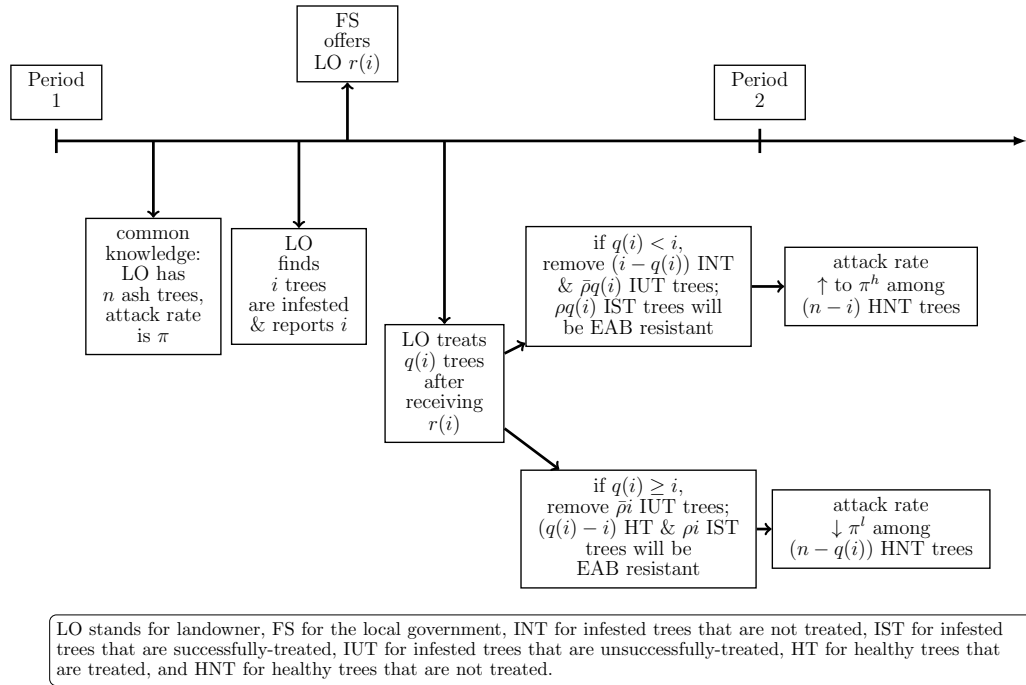 FS
offers
LO r(i)
Period
1
Period
2
common
knowledge:
LO has
n ash trees,
attack rate
is π
LO
finds
i trees
are infested
& reports i
LO treats
q(i) trees
after
receiving
r(i)
if q(i) < i,
remove (i − q(i)) INT
& ρ̄q(i) IUT trees;
ρq(i) IST trees will
be EAB resistant
attack rate
↑ to πʰ among
(n − i) HNT trees
if q(i) ≥ i,
remove ρ̄i IUT trees;
(q(i) − i) HT & ρi IST
trees will be
EAB resistant
attack rate
↓ πˡ among
(n − q(i)) HNT trees
LO stands for landowner, FS for the local government, INT for infested trees that are not treated, IST for infested
trees that are successfully-treated, IUT for infested trees that are unsuccessfully-treated, HT for healthy trees that
are treated, and HNT for healthy trees that are not treated.